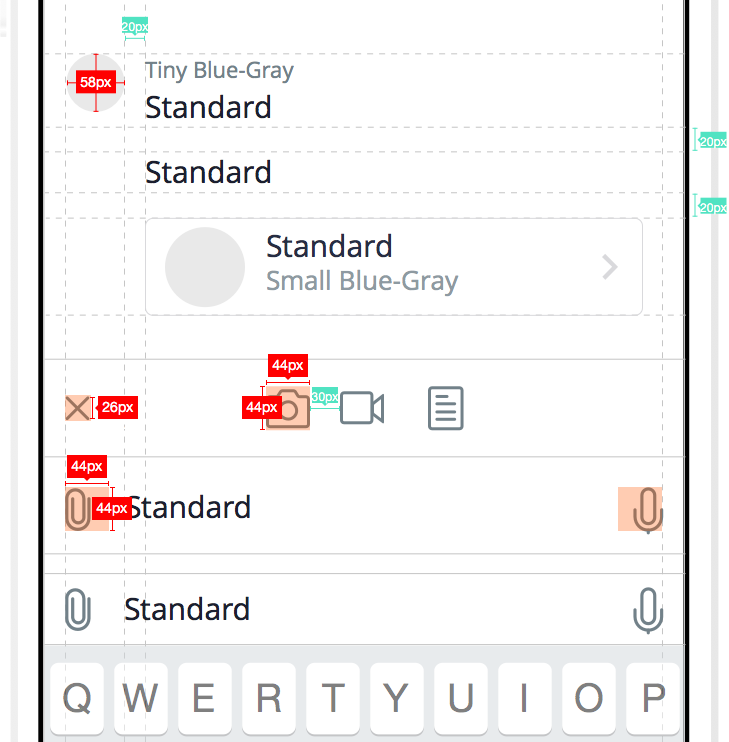 20px
Tiny Blue-Gray
58px
Standard
20px
Standard
20px
Standard
Small Blue-Gray
44px
26px
44px
30px
44px
44px
Standard
Standard
Q W E R T Y U I O P